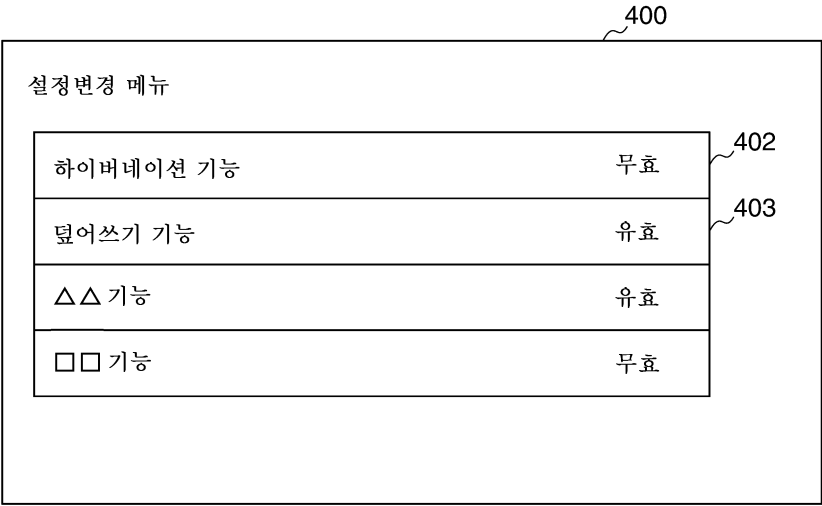 400
설정변경 메뉴
하이버네이션 기능 무효 402
덮어쓰기 기능 유효 403
△△기능 유효
□□기능 무효